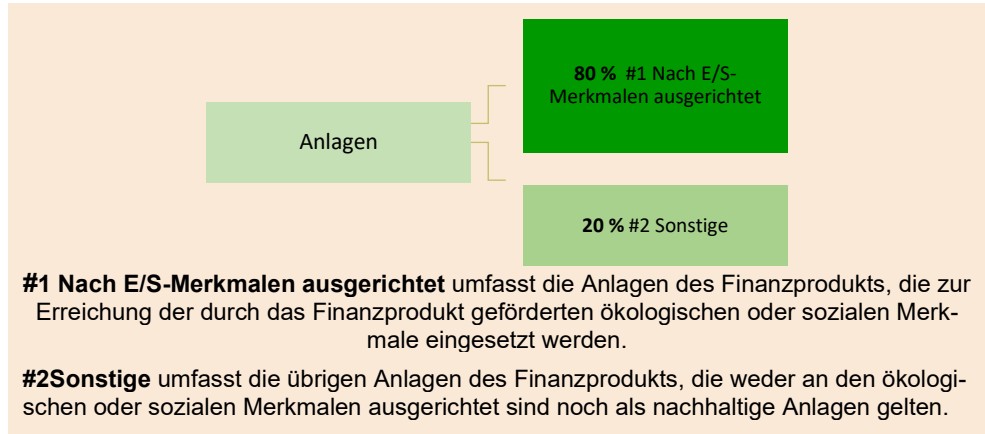 80 % #1 Nach E/S-
Merkmalen ausgerichtet
Anlagen
20 % #2 Sonstige
#1 Nach E/S-Merkmalen ausgerichtet umfasst die Anlagen des Finanzprodukts, die zur
Erreichung der durch das Finanzprodukt geförderten ökologischen oder sozialen Merk-
male eingesetzt werden.
#2Sonstige umfasst die übrigen Anlagen des Finanzprodukts, die weder an den ökologi-
schen oder sozialen Merkmalen ausgerichtet sind noch als nachhaltige Anlagen gelten.